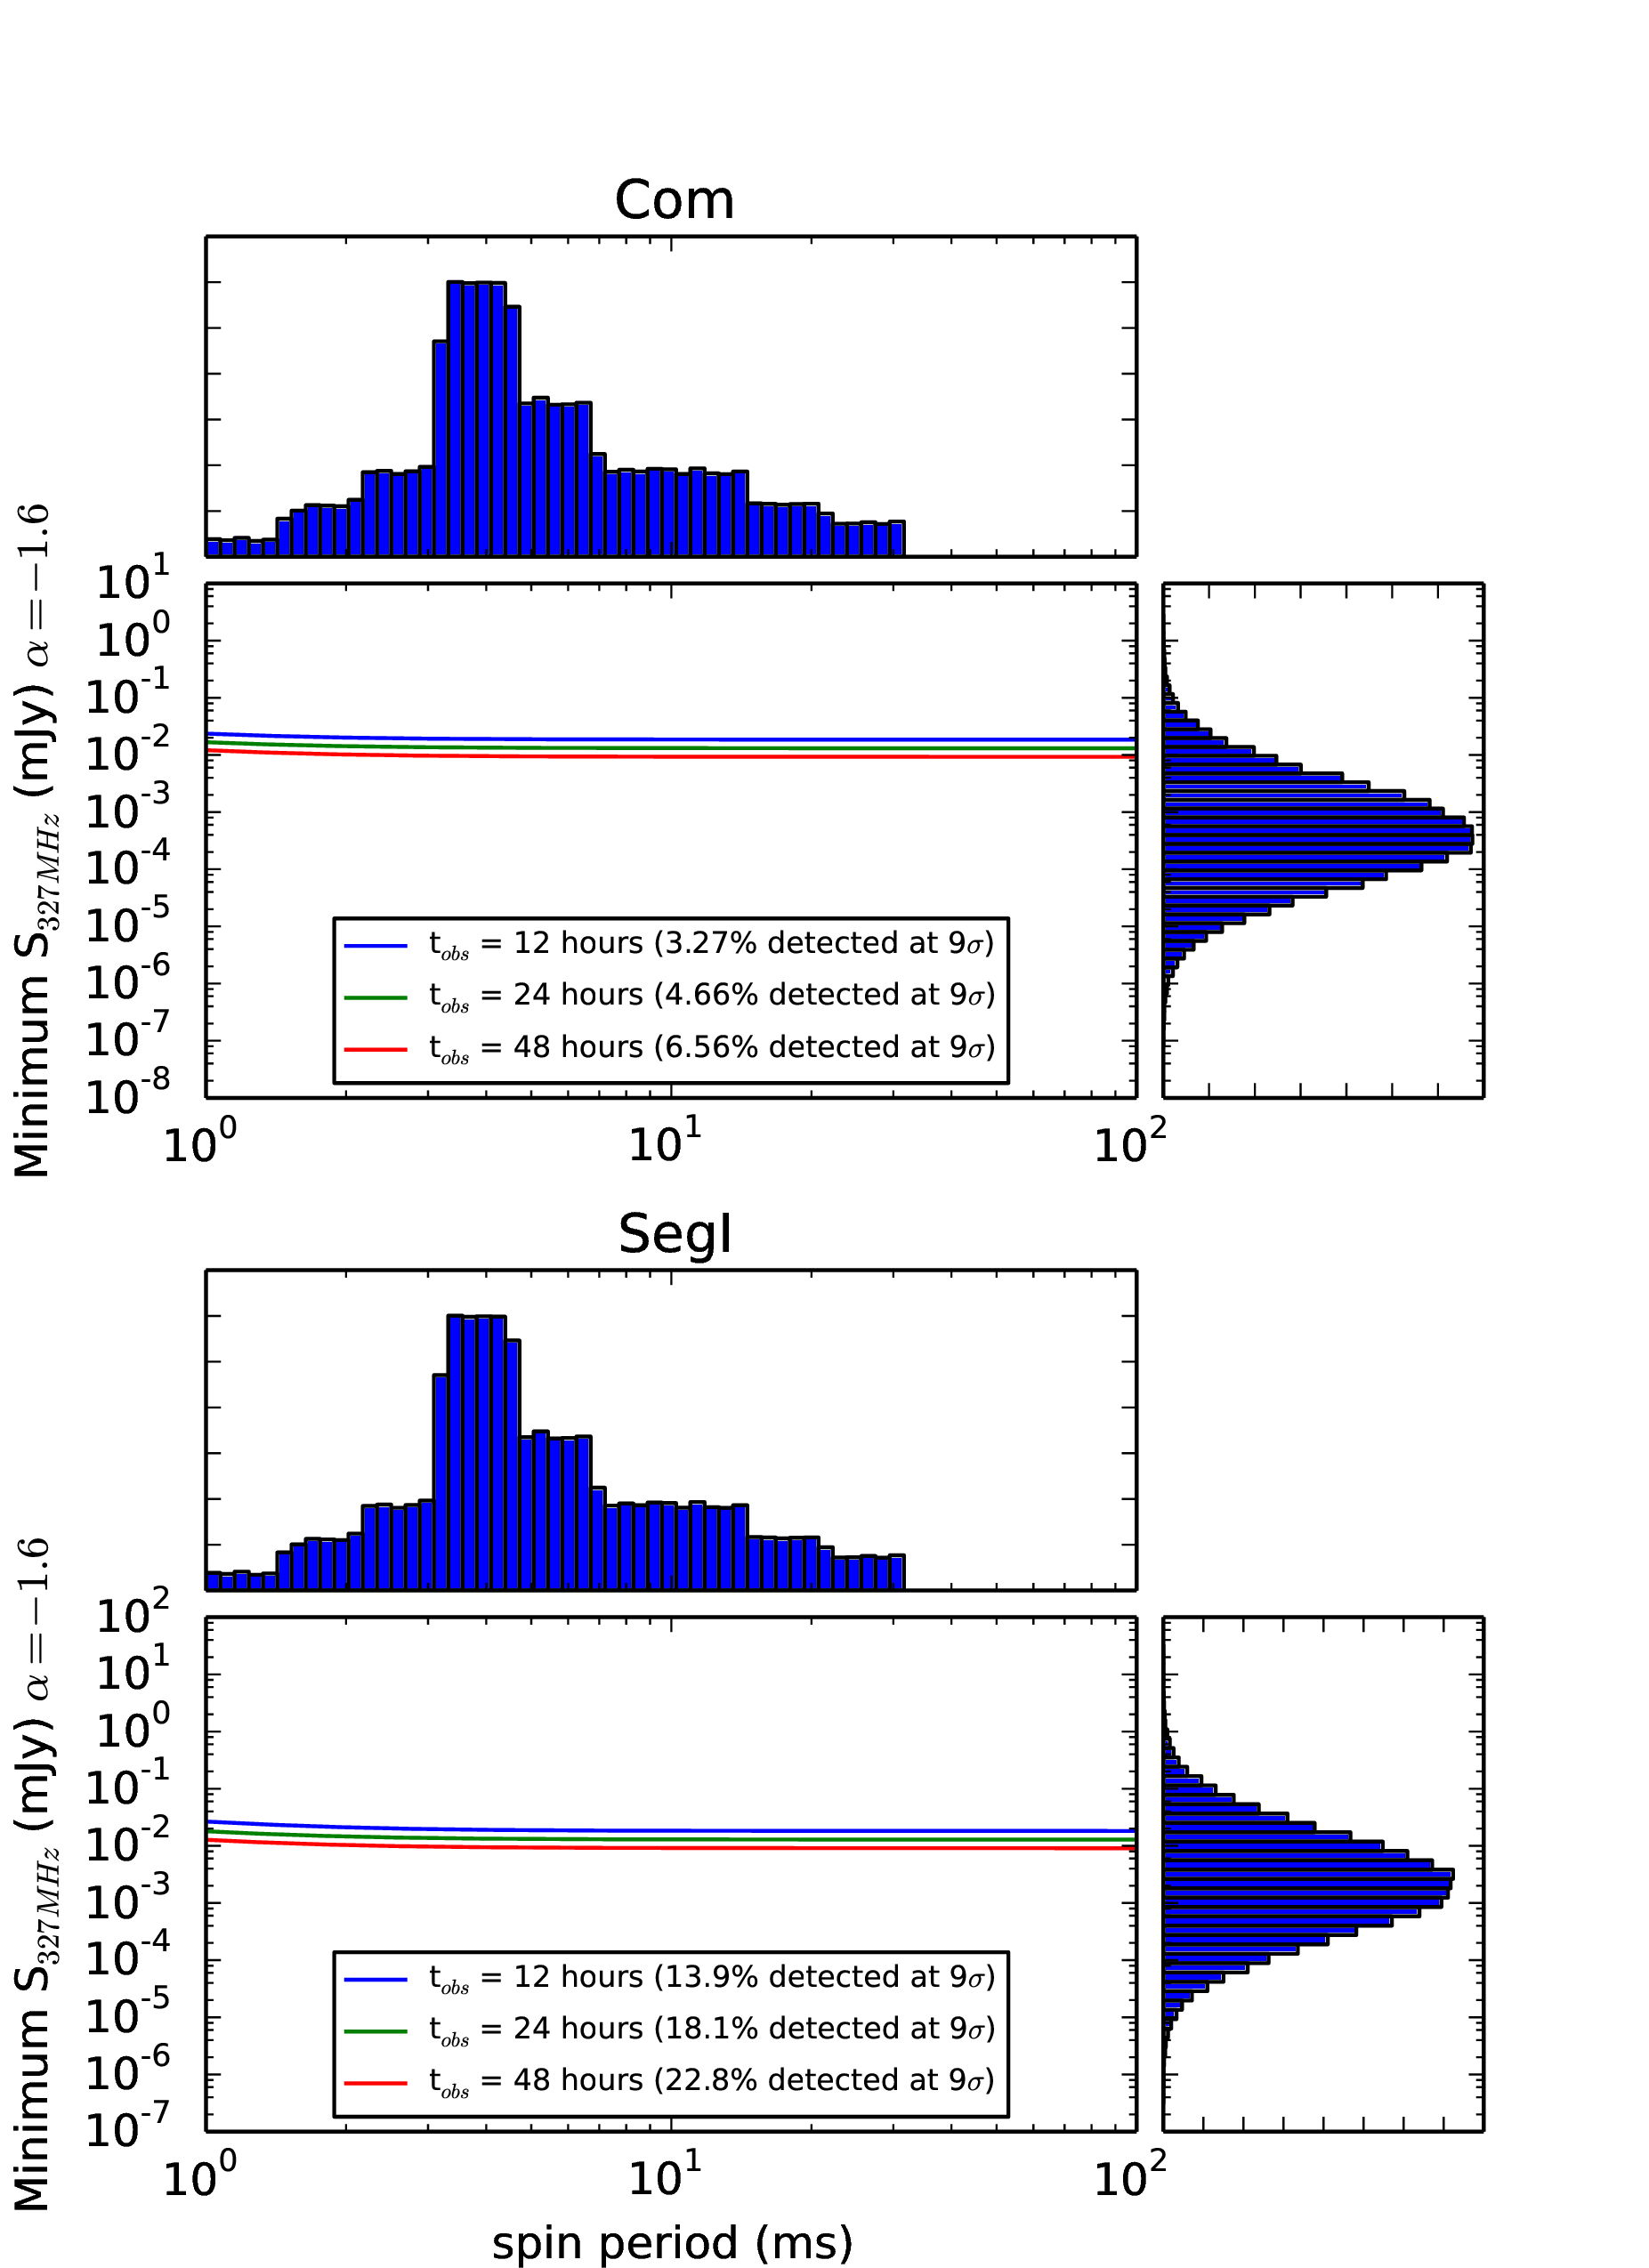 Com
Minimum S_327MHz (mJy) α=−1.6
10^1
10^0
10^-1
10^-2
10^-3
10^-4
10^-5
10^-6
10^-7
10^-8
t_obs = 12 hours (3.27% detected at 9σ)
t_obs = 24 hours (4.66% detected at 9σ)
t_obs = 48 hours (6.56% detected at 9σ)
10^0 10^1 10^2
SegI
Minimum S_327MHz (mJy) α=−1.6
10^2
10^1
10^0
10^-1
10^-2
10^-3
10^-4
10^-5
10^-6
10^-7
t_obs = 12 hours (13.9% detected at 9σ)
t_obs = 24 hours (18.1% detected at 9σ)
t_obs = 48 hours (22.8% detected at 9σ)
10^0 10^1 10^2
spin period (ms)